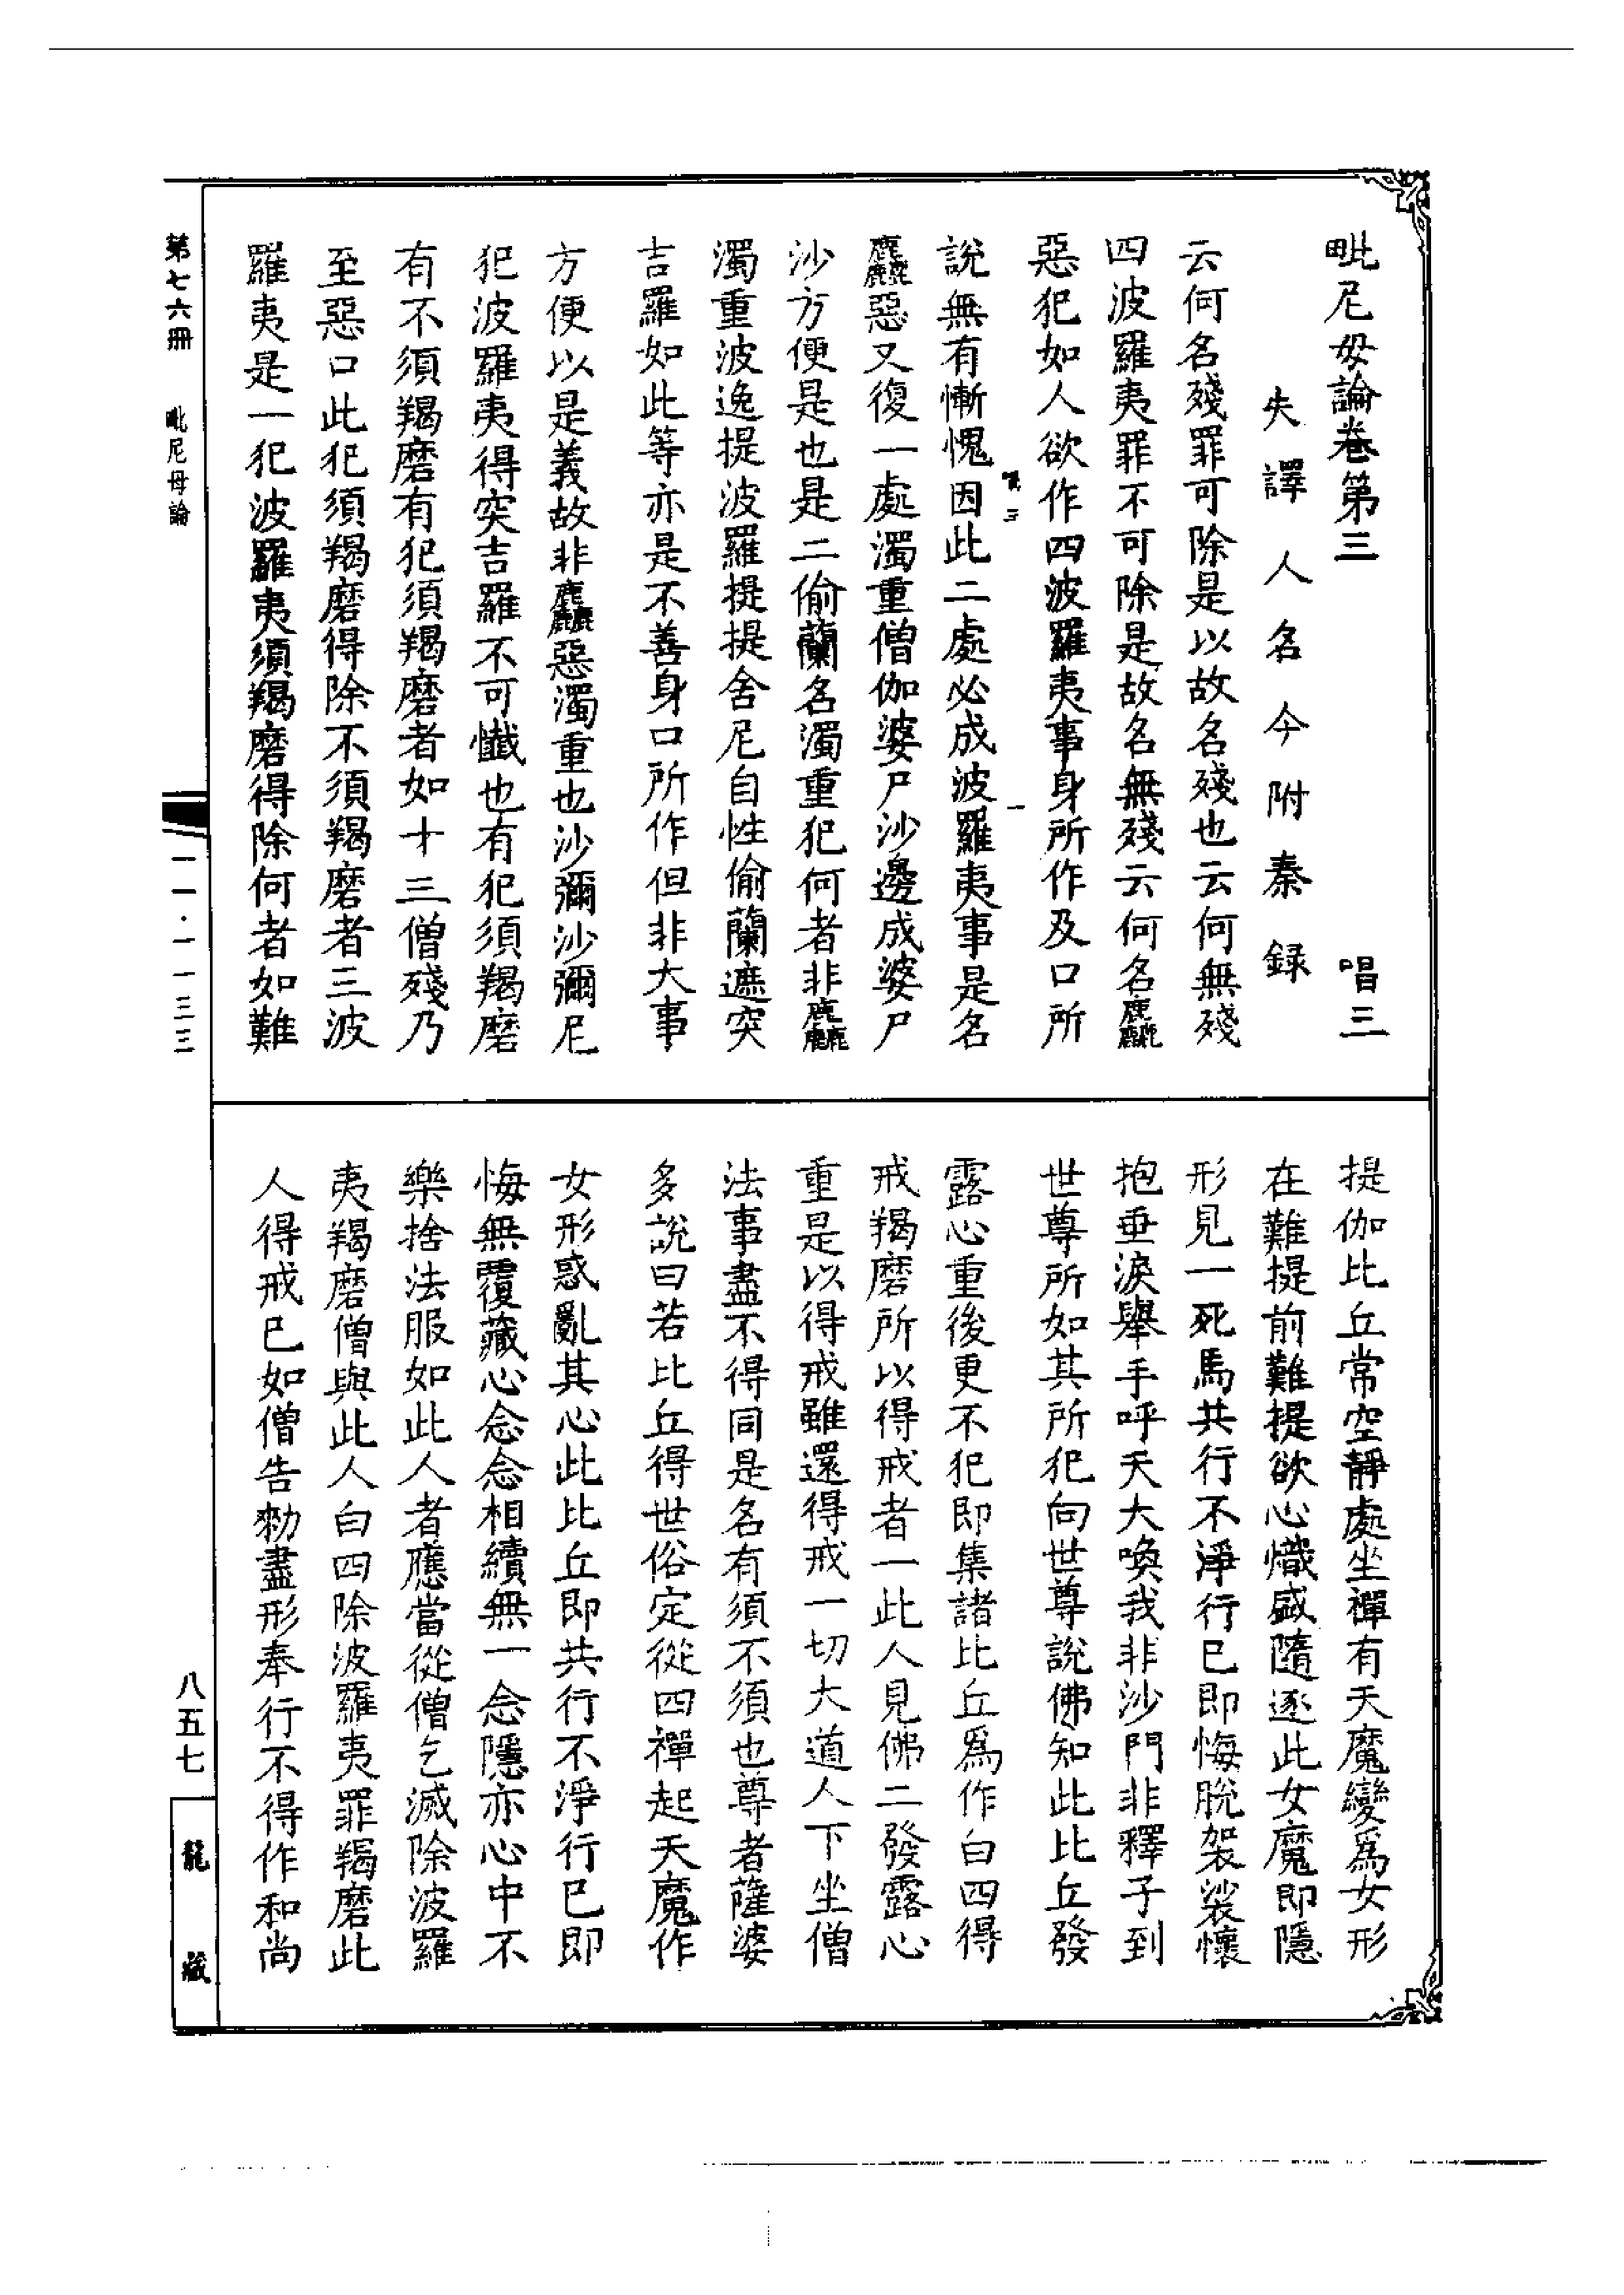 毗尼母論卷第三 唱三
失譯人名今附秦録
云何名殘罪可除是以故名殘也云何無殘
四波羅夷罪不可除是故名無殘云何名麤
惡犯如人欲作四波羅夷事身所作及口所
說無有慚愧因此二處必成波羅夷事是名
麤惡又復一處濁重僧伽婆尸沙邊成婆尸
沙方便是也是二偷蘭名濁重犯何者非麤
濁重波逸提波羅提提舍尼自性偷蘭遮突
吉羅如此等亦是不善身口所作但非大事
方便以是義故非麤惡濁重也沙彌沙彌尼
犯波羅夷得突吉羅不可懺也有犯須羯磨
有不須羯磨有犯須羯磨者如十三僧殘乃
至惡口此犯須羯磨得除不須羯磨者三波
羅夷是一犯波羅夷須羯磨得除何者如難
提伽比丘常空靜處坐禪有天魔變爲女形
在難提前難提欲心熾盛隨逐此女魔即隱
形見一死馬共行不淨行已即悔脫袈裟懷
抱垂淚舉手呼天大喚我非沙門非釋子到
世尊所如其所犯向世尊說佛知此比丘發
露心重後更不犯即集諸比丘爲作白四得
戒羯磨所以得戒者一此人見佛二發露心
重是以得戒雖還得戒一切大道人下坐僧
法事盡不得同是名有須不須也尊者薩婆
多說曰若比丘得世俗定從四禪起天魔作
女形惑亂其心此比丘即共行不淨行已即
悔無覆藏心念念相續無一念隱亦心中不
樂捨法服如此人者應當從僧乞滅除波羅
夷羯磨僧與此人白四除波羅夷罪羯磨此
人得戒已如僧告勑盡形奉行不得作和尚
第七六冊 毗尼母論
一一·一一三三
八五七
龍藏